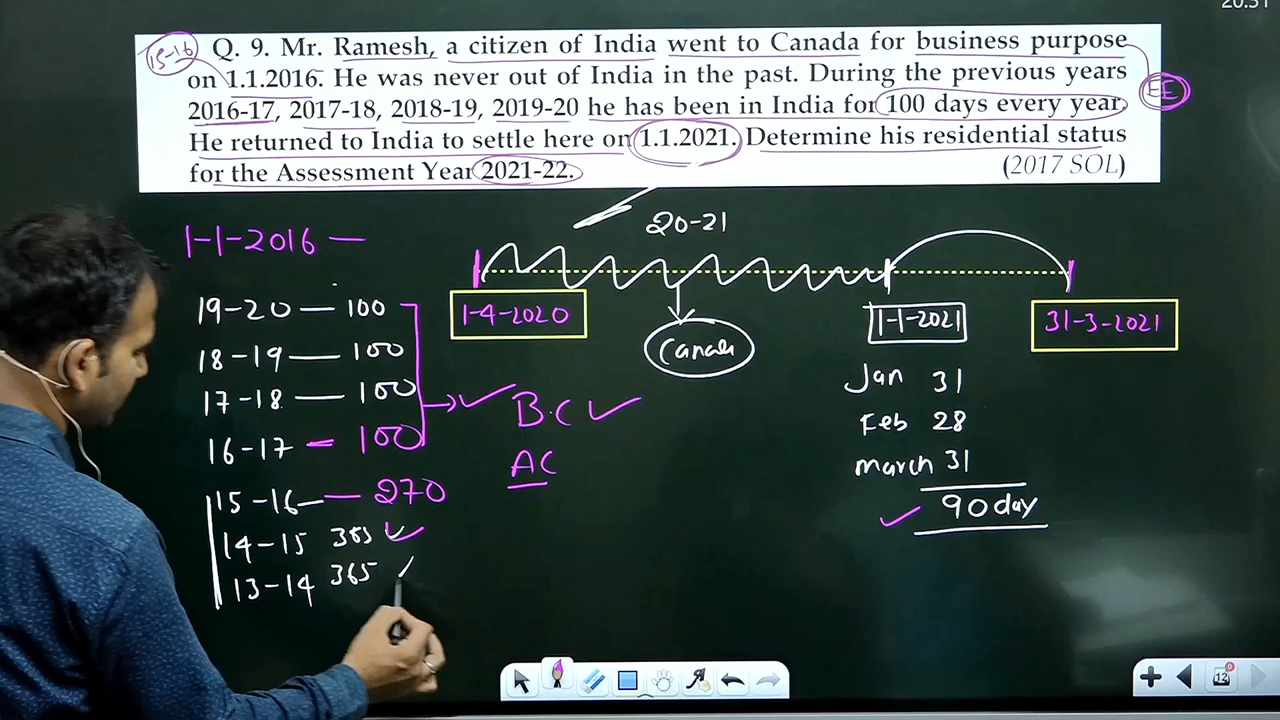 20:51
15-16
Q. 9. Mr. Ramesh, a citizen of India went to Canada for business purpose
on 1.1.2016. He was never out of India in the past. During the previous years
EE
2016-17, 2017-18, 2018-19, 2019-20 he has been in India for 100 days every year.
He returned to India to settle here on 1.1.2021. Determine his residential status
for the Assessment Year 2021-22. (2017 SOL)
1-1-2016 —
20-21
19-20 — 100
1-4-2020
1-1-2021
31-3-2021
Canada
18-19 — 100
17-18 — 100
16-17 - 100
B.C
AC
15-16 — 270
14-15 365
13-14 365
Jan 31
Feb 28
march 31
90 day
12